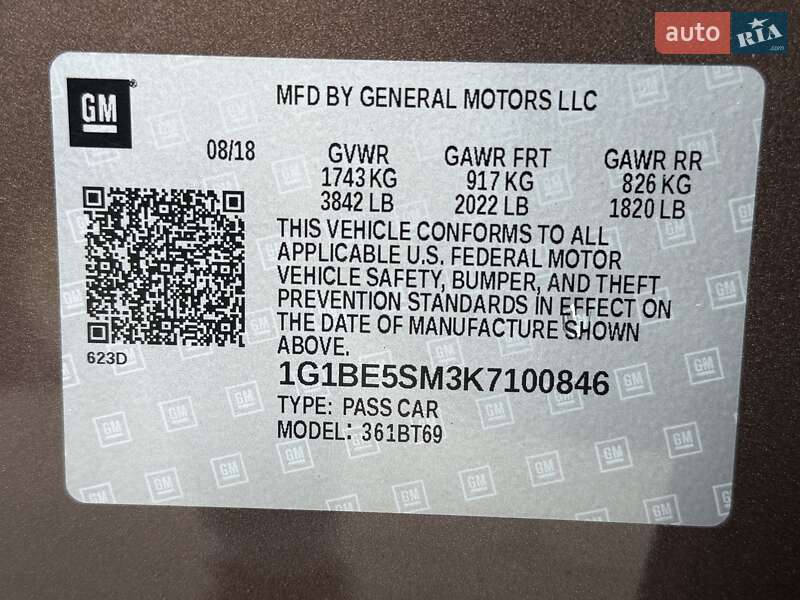 auto RIA .com
GM
MFD BY GENERAL MOTORS LLC
08/18
GVWR GAWR FRT GAWR RR
1743 KG 917 KG 826 KG
3842 LB 2022 LB 1820 LB
THIS VEHICLE CONFORMS TO ALL
APPLICABLE U.S. FEDERAL MOTOR
VEHICLE SAFETY, BUMPER, AND THEFT
PREVENTION STANDARDS IN EFFECT ON
THE DATE OF MANUFACTURE SHOWN
ABOVE.
623D
1G1BE5SM3K7100846
TYPE: PASS CAR
MODEL: 361BT69